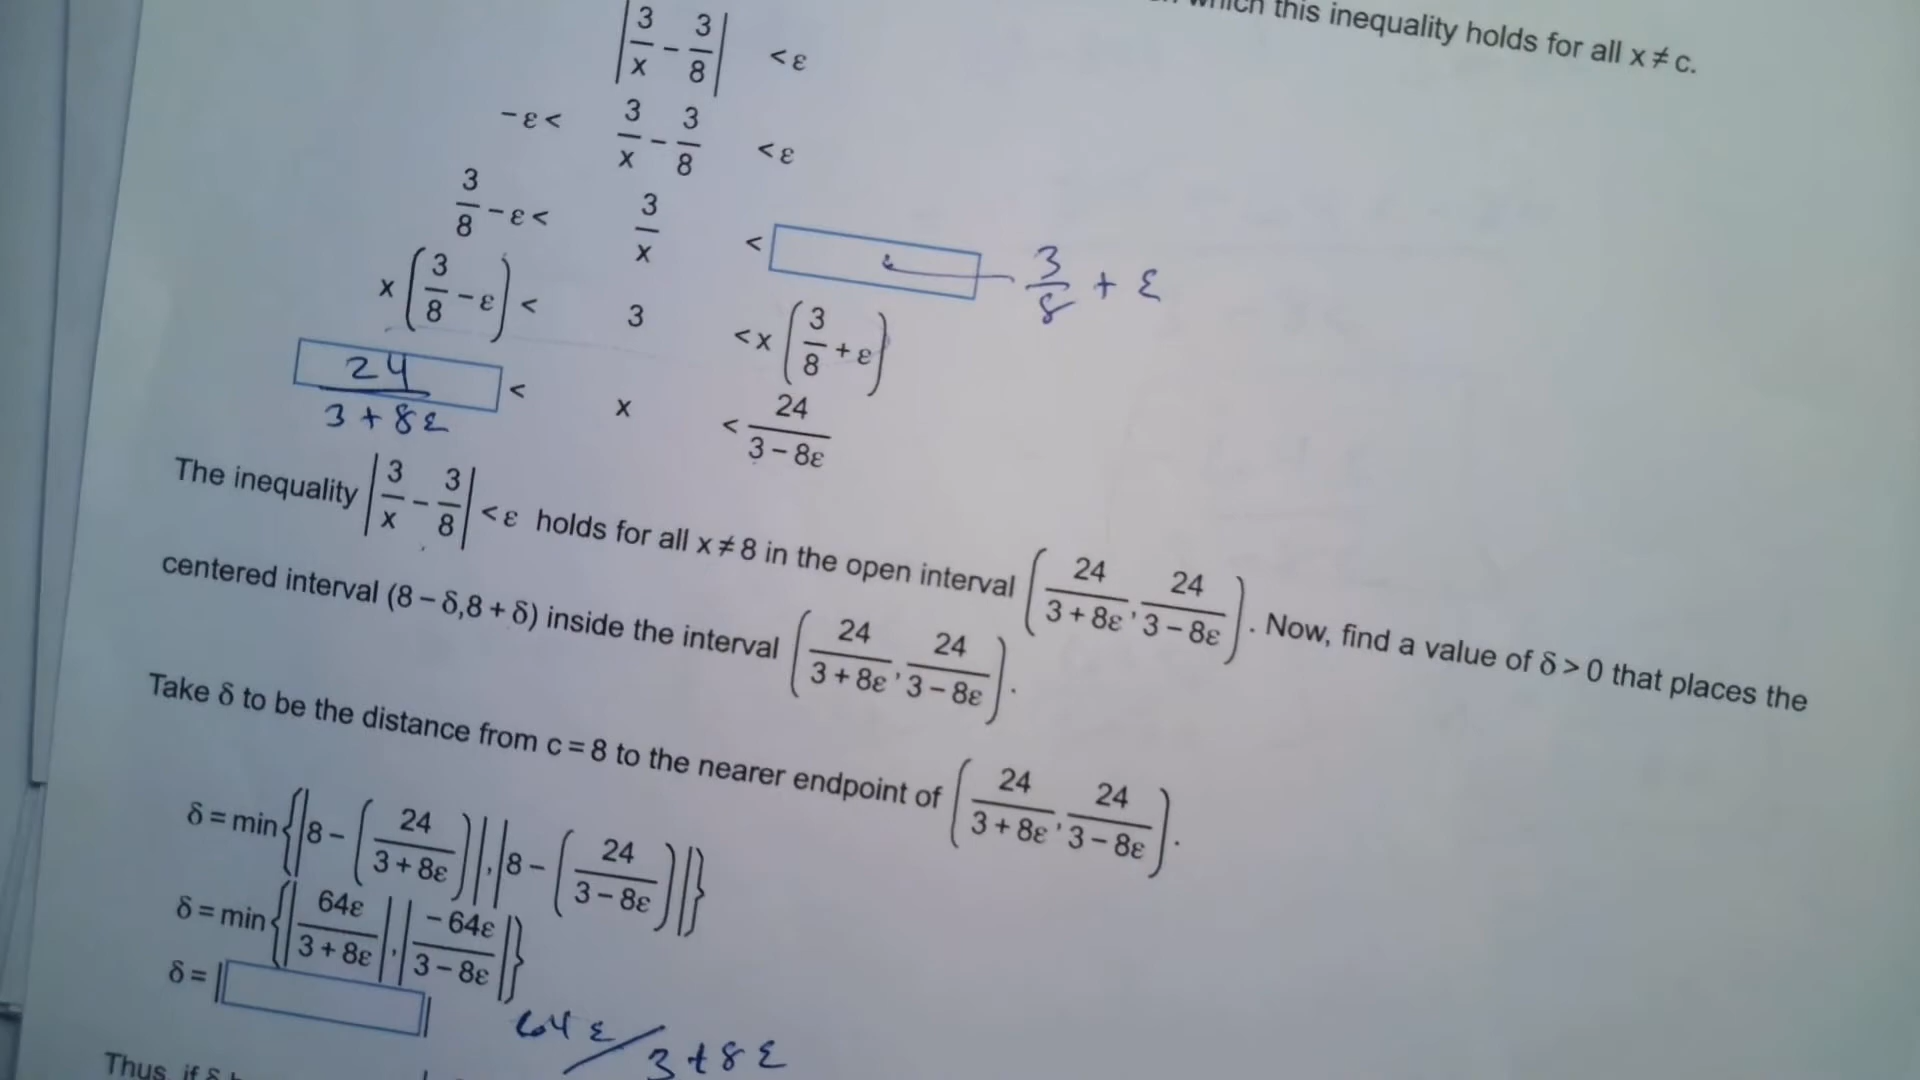 which this inequality holds for all x ≠ c.
|3/x − 3/8| < ε
−ε < 3/x − 3/8 < ε
3/8 − ε < 3/x < 3/8 + ε
x(3/8 − ε) < 3 < x(3/8 + ε)
24/3 + 8ε < x < 24/3 − 8ε
The inequality |3/x − 3/8| < ε holds for all x ≠ 8 in the open interval (24/3 + 8ε, 24/3 − 8ε). Now, find a value of δ > 0 that places the
centered interval (8 − δ,8 + δ) inside the interval (24/3 + 8ε, 24/3 − 8ε).
Take δ to be the distance from c = 8 to the nearer endpoint of (24/3 + 8ε, 24/3 − 8ε).
δ = min{|8 − (24/3 + 8ε)|, |8 − (24/3 − 8ε)|}
δ = min{|64ε/3 + 8ε|, |−64ε/3 − 8ε|}
δ = | | 64ε/3 + 8ε
Thus, if δ